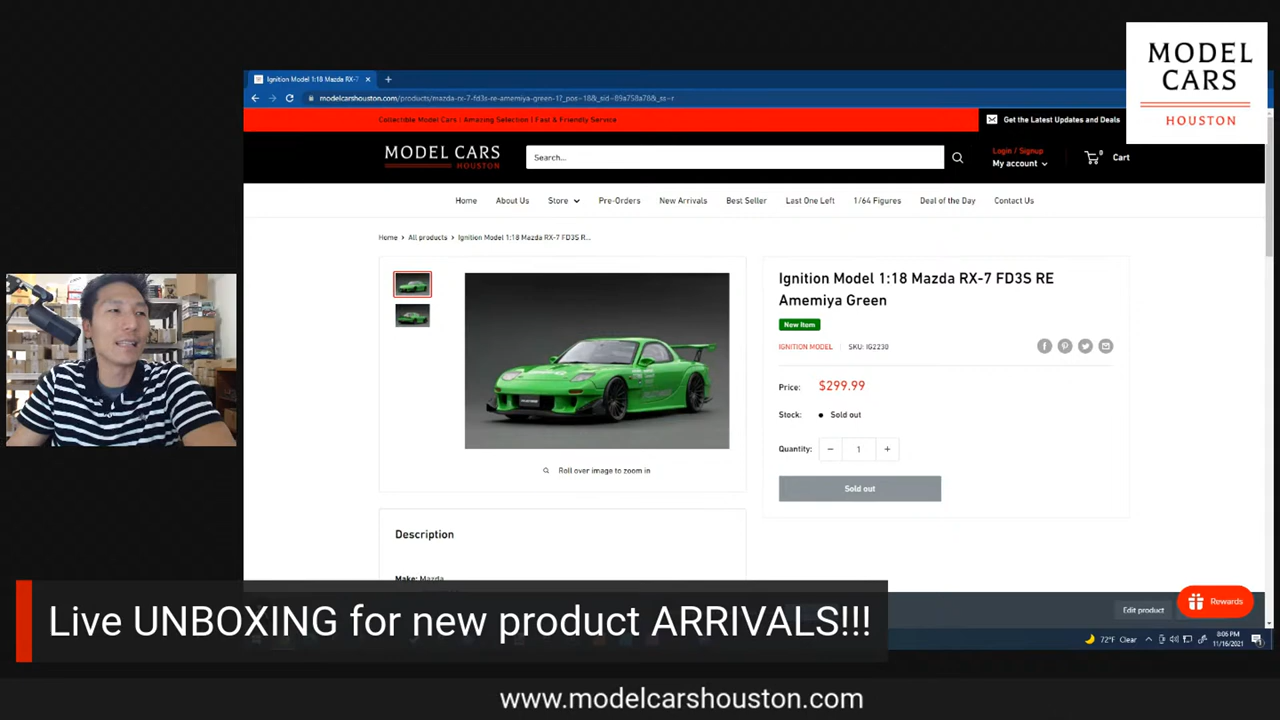 MODEL
CARS
HOUSTON
Ignition Model 1:18 Mazda RX-7
modelcarshouston.com/products/mazda-rx-7-fd3s-re-amemiya-green-1?_pos=18&_sid=89a758a78&_ss=r
Collectible Model Cars / Amazing Selection | Fast & Friendly Service
Get the Latest Updates and Deals
MODEL CARS
HOUSTON
Search...
Login / Signup
My account
0
Cart
Home About Us Store Pre-Orders New Arrivals Best Seller Last One Left 1/64 Figures Deal of the Day Contact Us
Home › All products › Ignition Model 1:18 Mazda RX-7 FD3S R...
Ignition Model 1:18 Mazda RX-7 FD3S RE
Amemiya Green
New Item
IGNITION MODEL SKU: IG2230
Price: $299.99
Stock: Sold out
Quantity: − 1 +
Sold out
Roll over image to zoom in
Description
Make: Mazda
Edit product
Rewards
Live UNBOXING for new product ARRIVALS!!!
72°F Clear
8:06 PM
11/16/2021
www.modelcarshouston.com